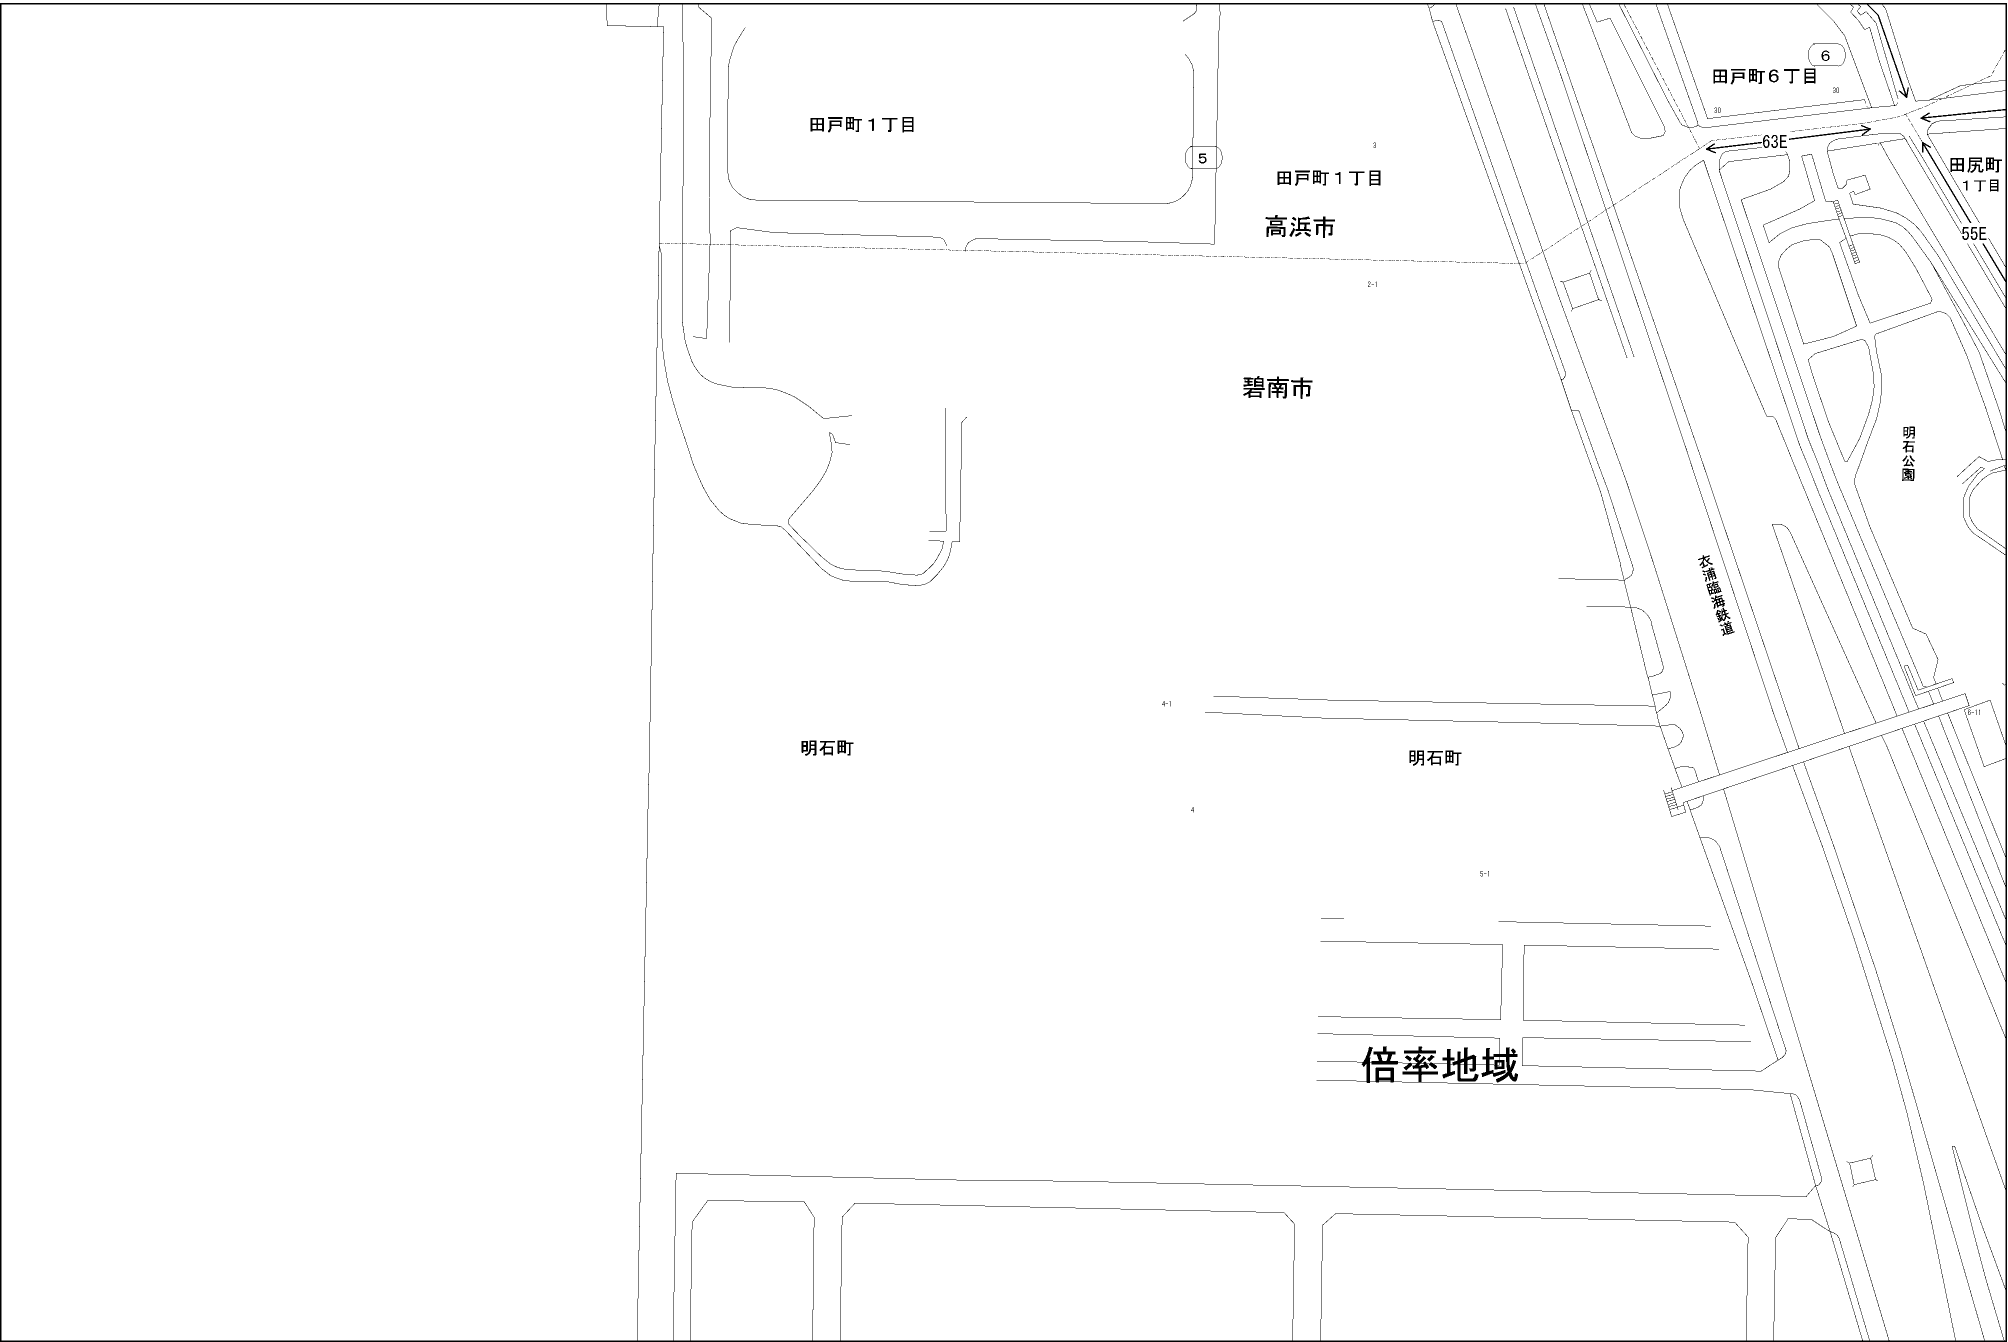 6
田戸町６丁目
30
30
田戸町１丁目
3
63E
5
田戸町１丁目
田尻町
１丁目
高浜市
55E
2-1
碧南市
明石公園
衣浦臨海鉄道
4-1
6-11
明石町
明石町
4
5-1
倍率地域